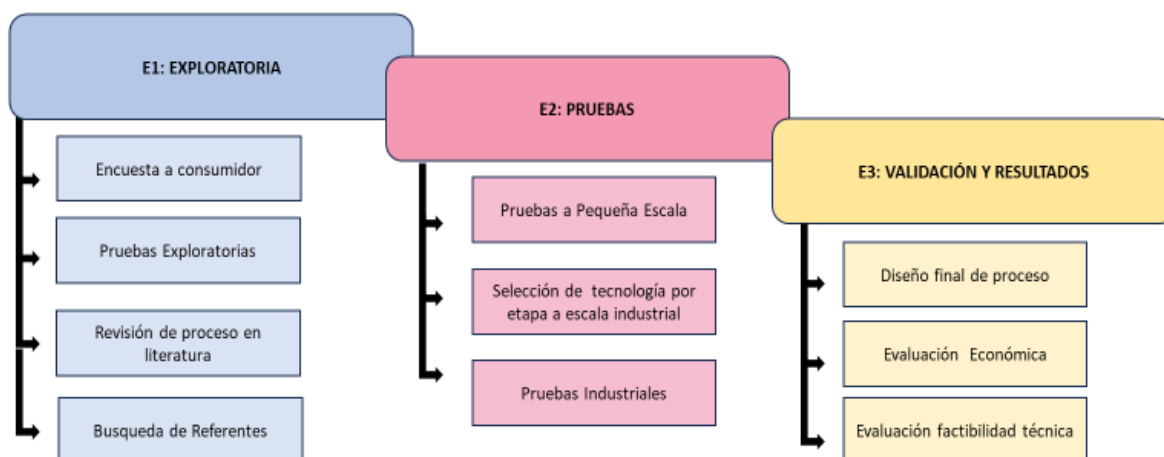 E1: EXPLORATORIA
Encuesta a consumidor
Pruebas Exploratorias
Revisión de proceso en
literatura
Busqueda de Referentes
E2: PRUEBAS
Pruebas a Pequeña Escala
Selección de tecnología por
etapa a escala industrial
Pruebas Industriales
E3: VALIDACIÓN Y RESULTADOS
Diseño final de proceso
Evaluación Económica
Evaluación factibilidad técnica